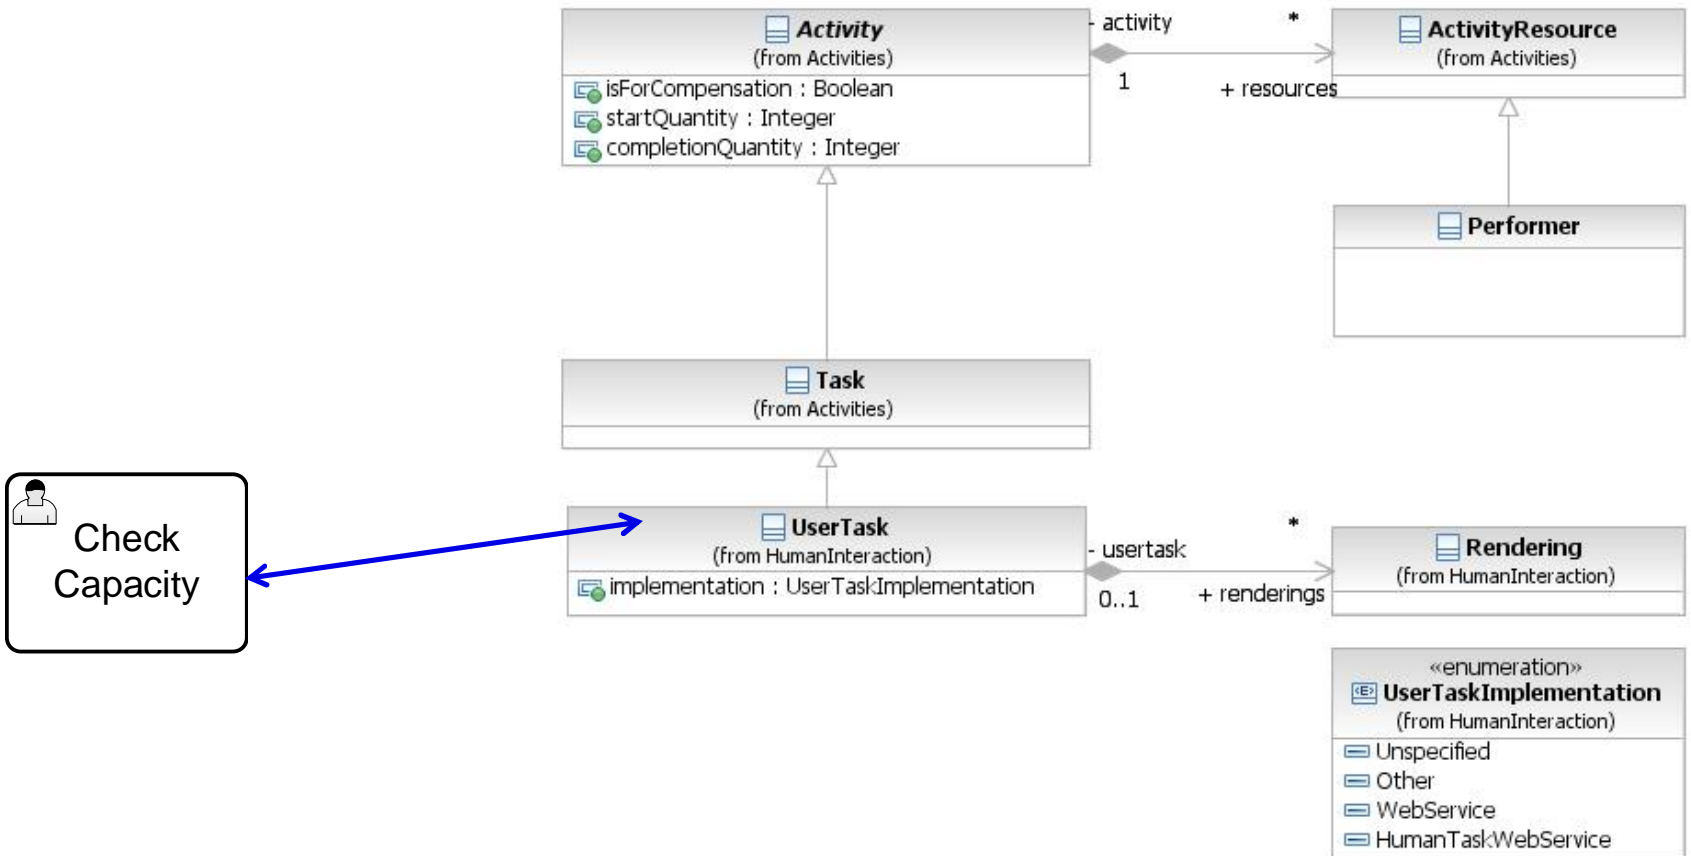 Activity
(from Activities)
isForCompensation : Boolean
startQuantity : Integer
completionQuantity : Integer
- activity
*
1
+ resources
ActivityResource
(from Activities)
Performer
Task
(from Activities)
Check
Capacity
UserTask
(from HumanInteraction)
implementation : UserTaskImplementation
- usertask
*
0..1
+ renderings
Rendering
(from HumanInteraction)
«enumeration»
<E> UserTaskImplementation
(from HumanInteraction)
Unspecified
Other
WebService
HumanTaskWebService